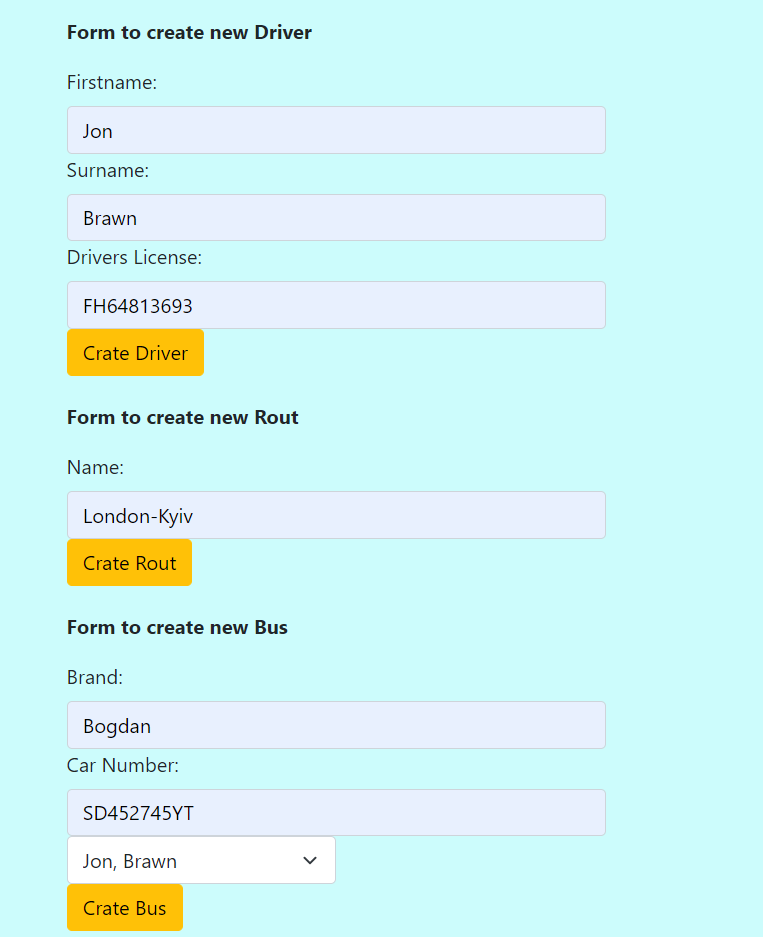 Form to create new Driver
Firstname:
Jon
Surname:
Brawn
Drivers License:
FH64813693
Crate Driver
Form to create new Rout
Name:
London-Kyiv
Crate Rout
Form to create new Bus
Brand:
Bogdan
Car Number:
SD452745YT
Jon, Brawn
Crate Bus